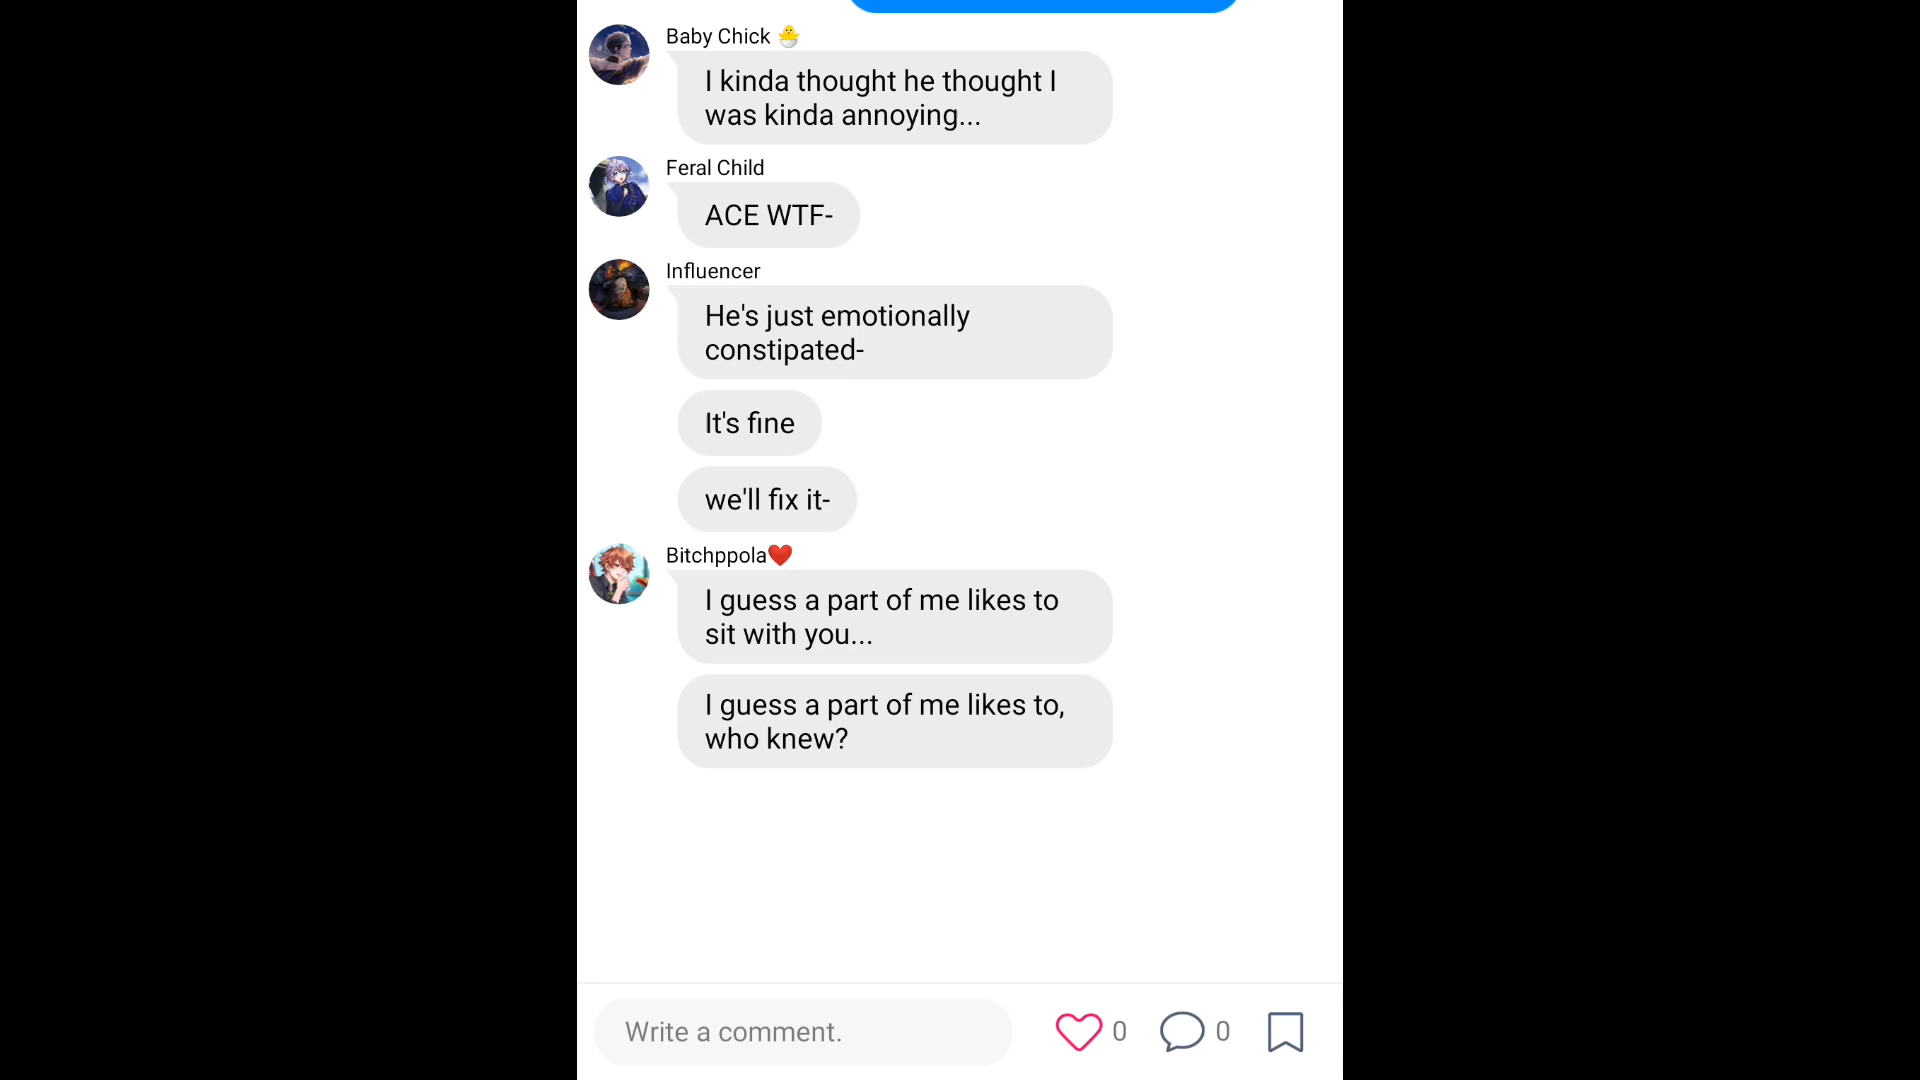 Baby Chick 🐣
I kinda thought he thought I
was kinda annoying...
Feral Child
ACE WTF-
Influencer
He's just emotionally
constipated-
It's fine
we'll fix it-
Bitchppola❤️
I guess a part of me likes to
sit with you...
I guess a part of me likes to,
who knew?
Write a comment.
0
0